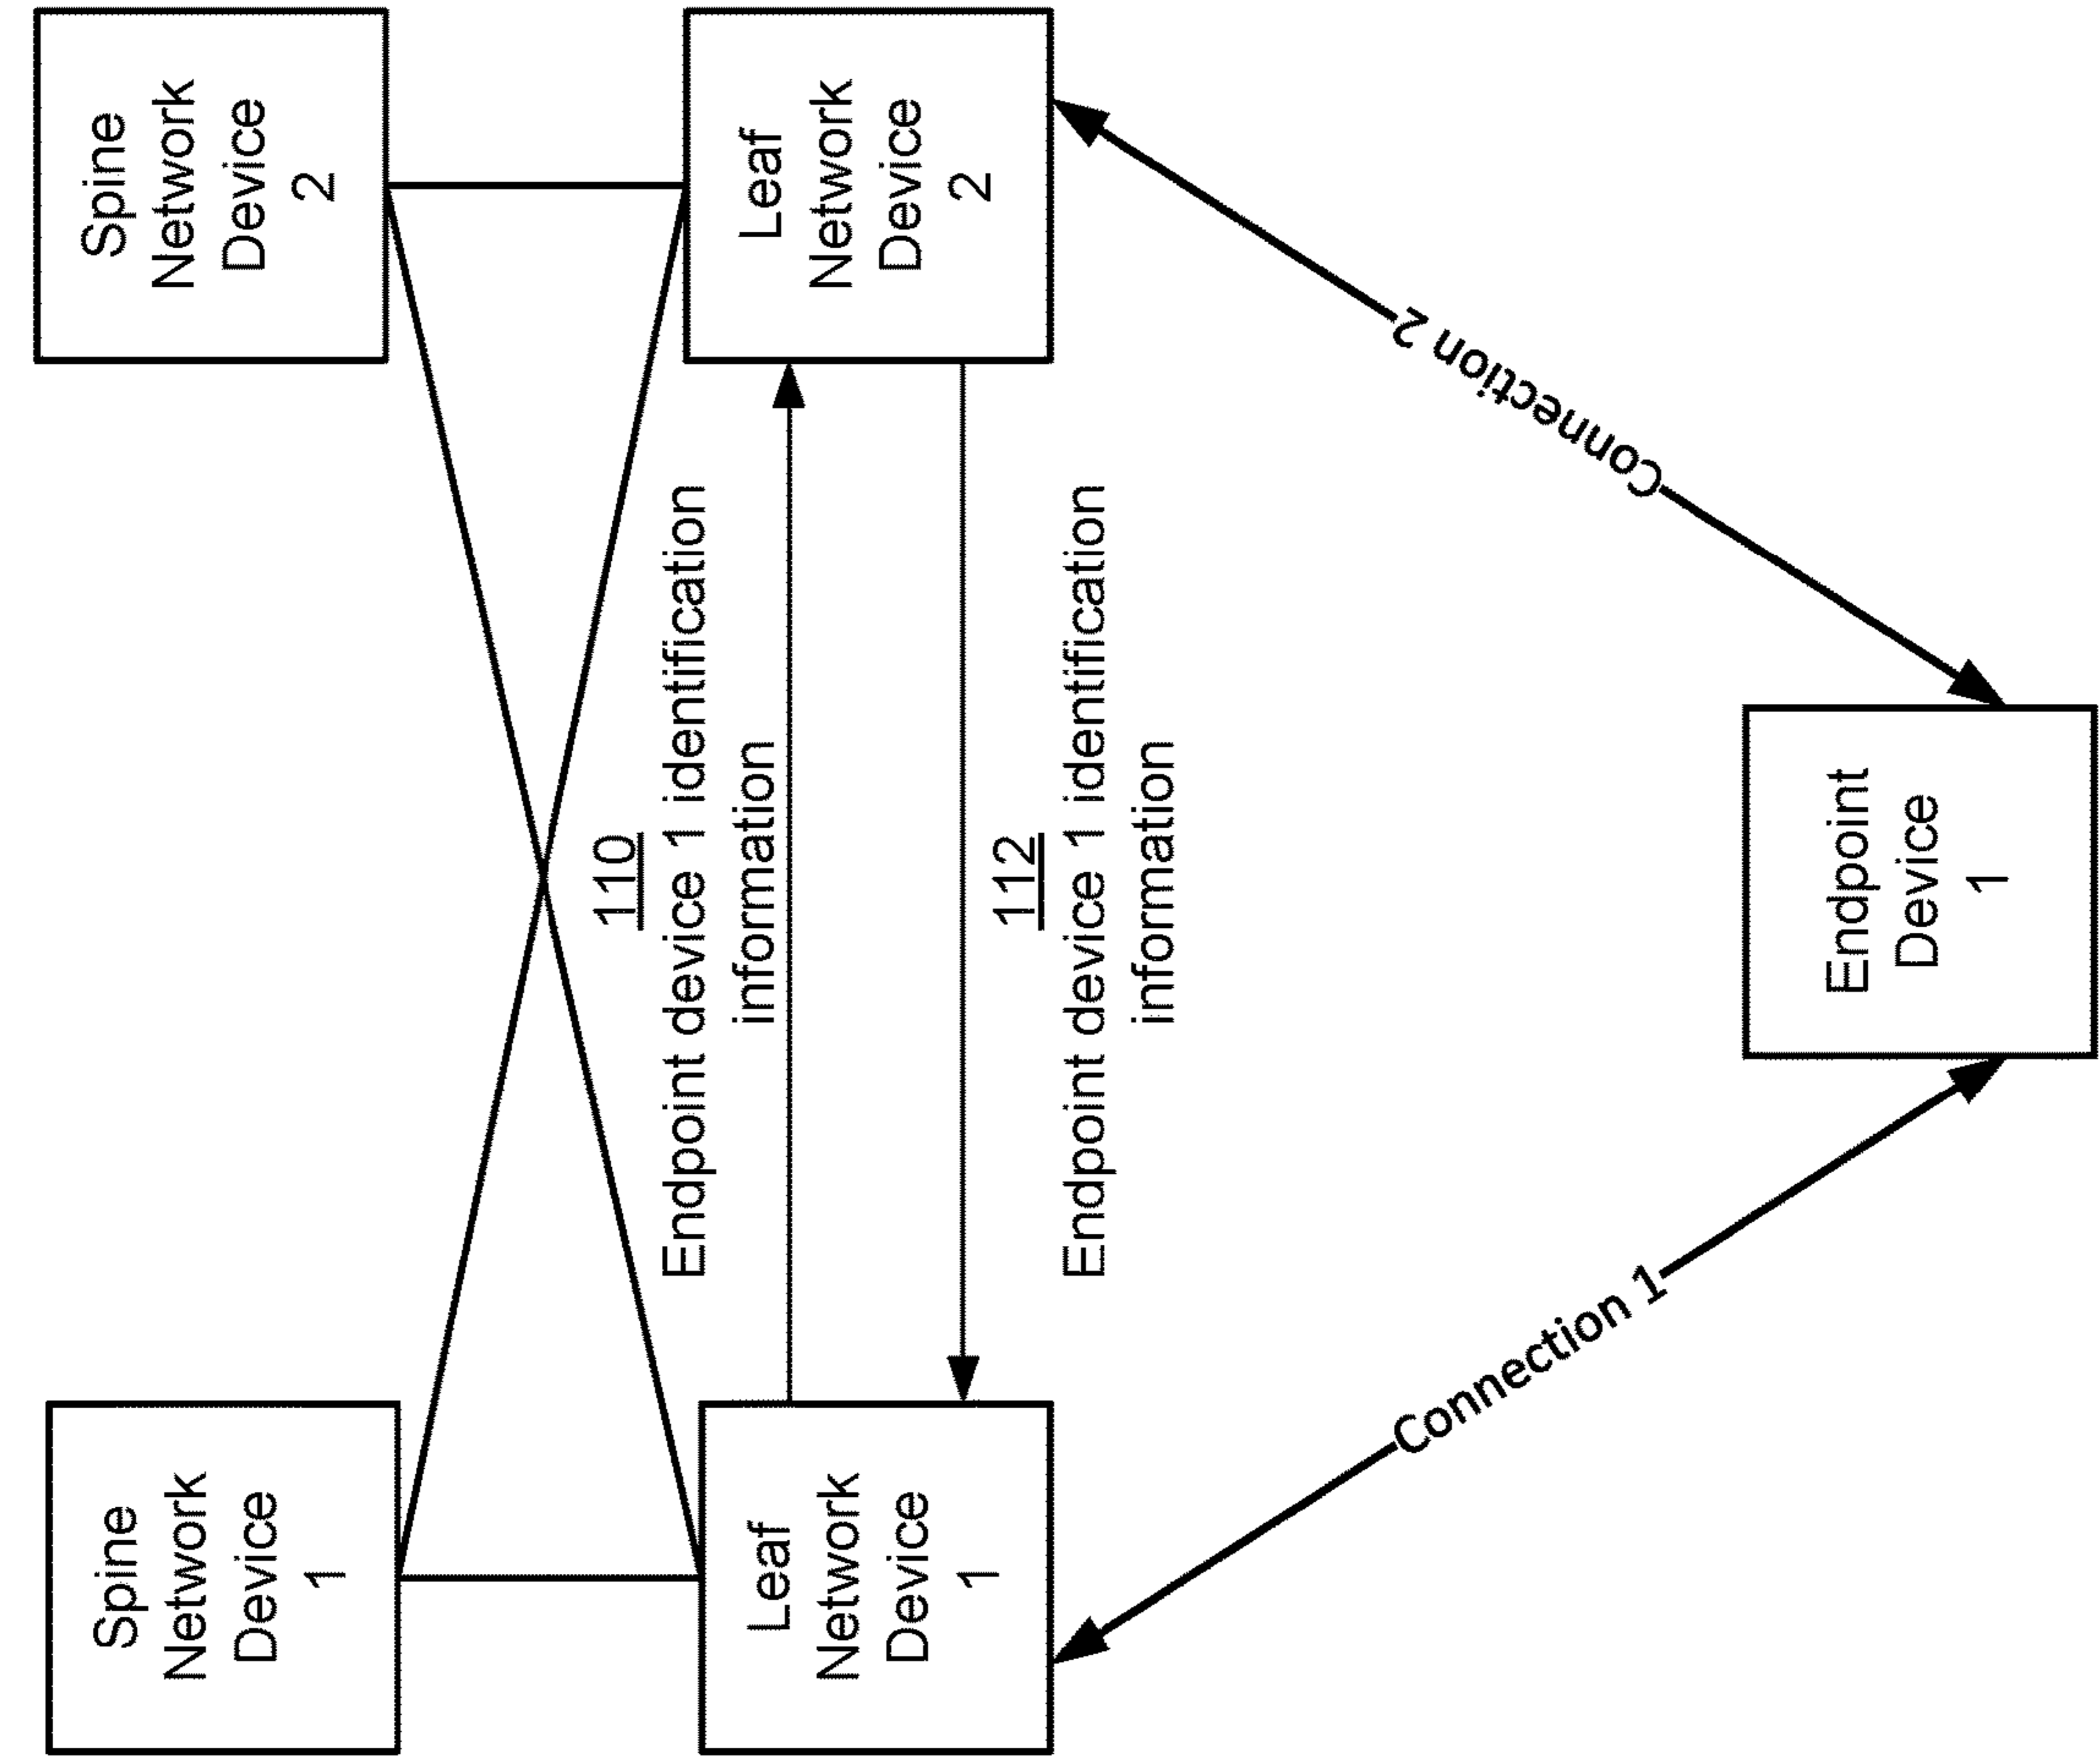 Spine
Network
Device
1
Spine
Network
Device
2
110
Endpoint device 1 identification
information
Leaf
Network
Device
1
Leaf
Network
Device
2
112
Endpoint device 1 identification
information
Connection 1
Connection 2
Endpoint
Device
1